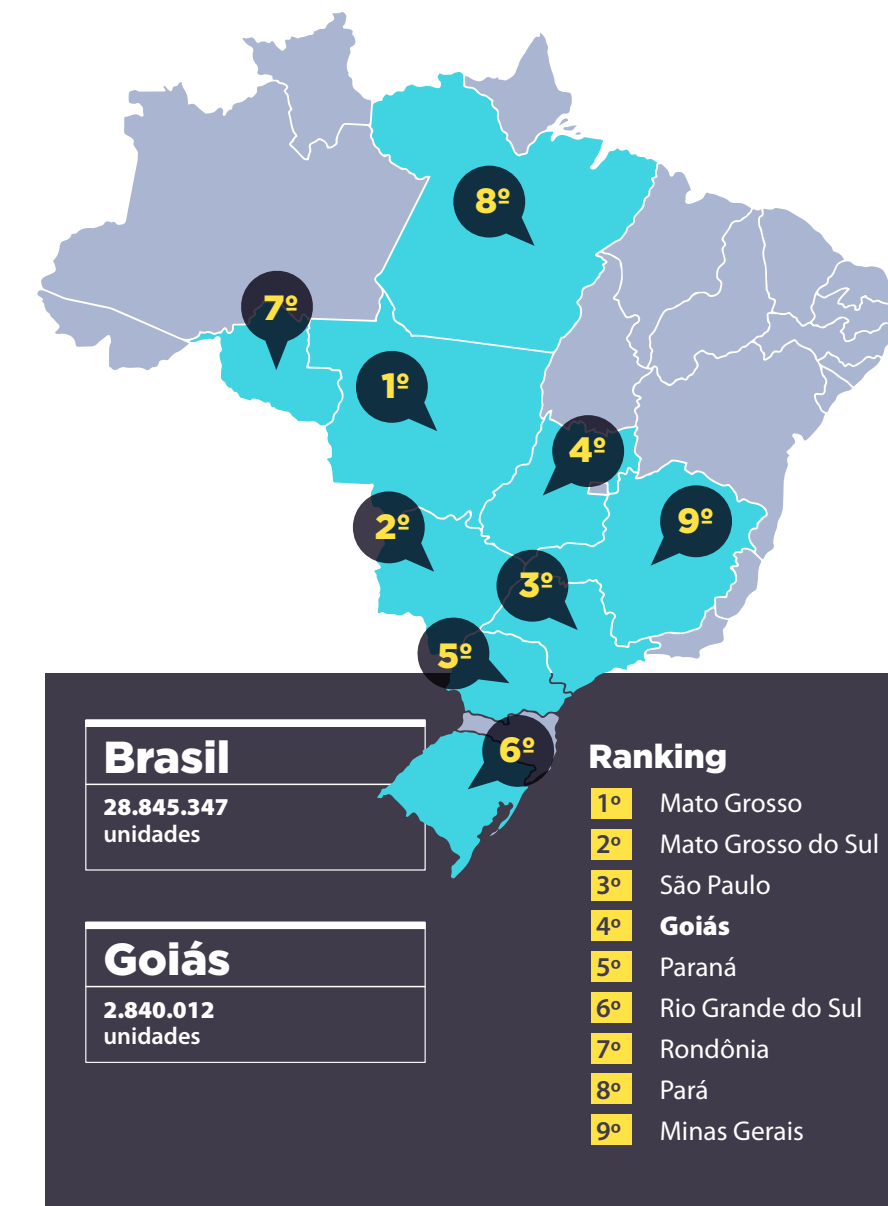 8º
7º
1º
4º
2º
9º
3º
5º
6º
Brasil
28.845.347
unidades
Goiás
2.840.012
unidades
Ranking
1º Mato Grosso
2º Mato Grosso do Sul
3º São Paulo
4º Goiás
5º Paraná
6º Rio Grande do Sul
7º Rondônia
8º Pará
9º Minas Gerais